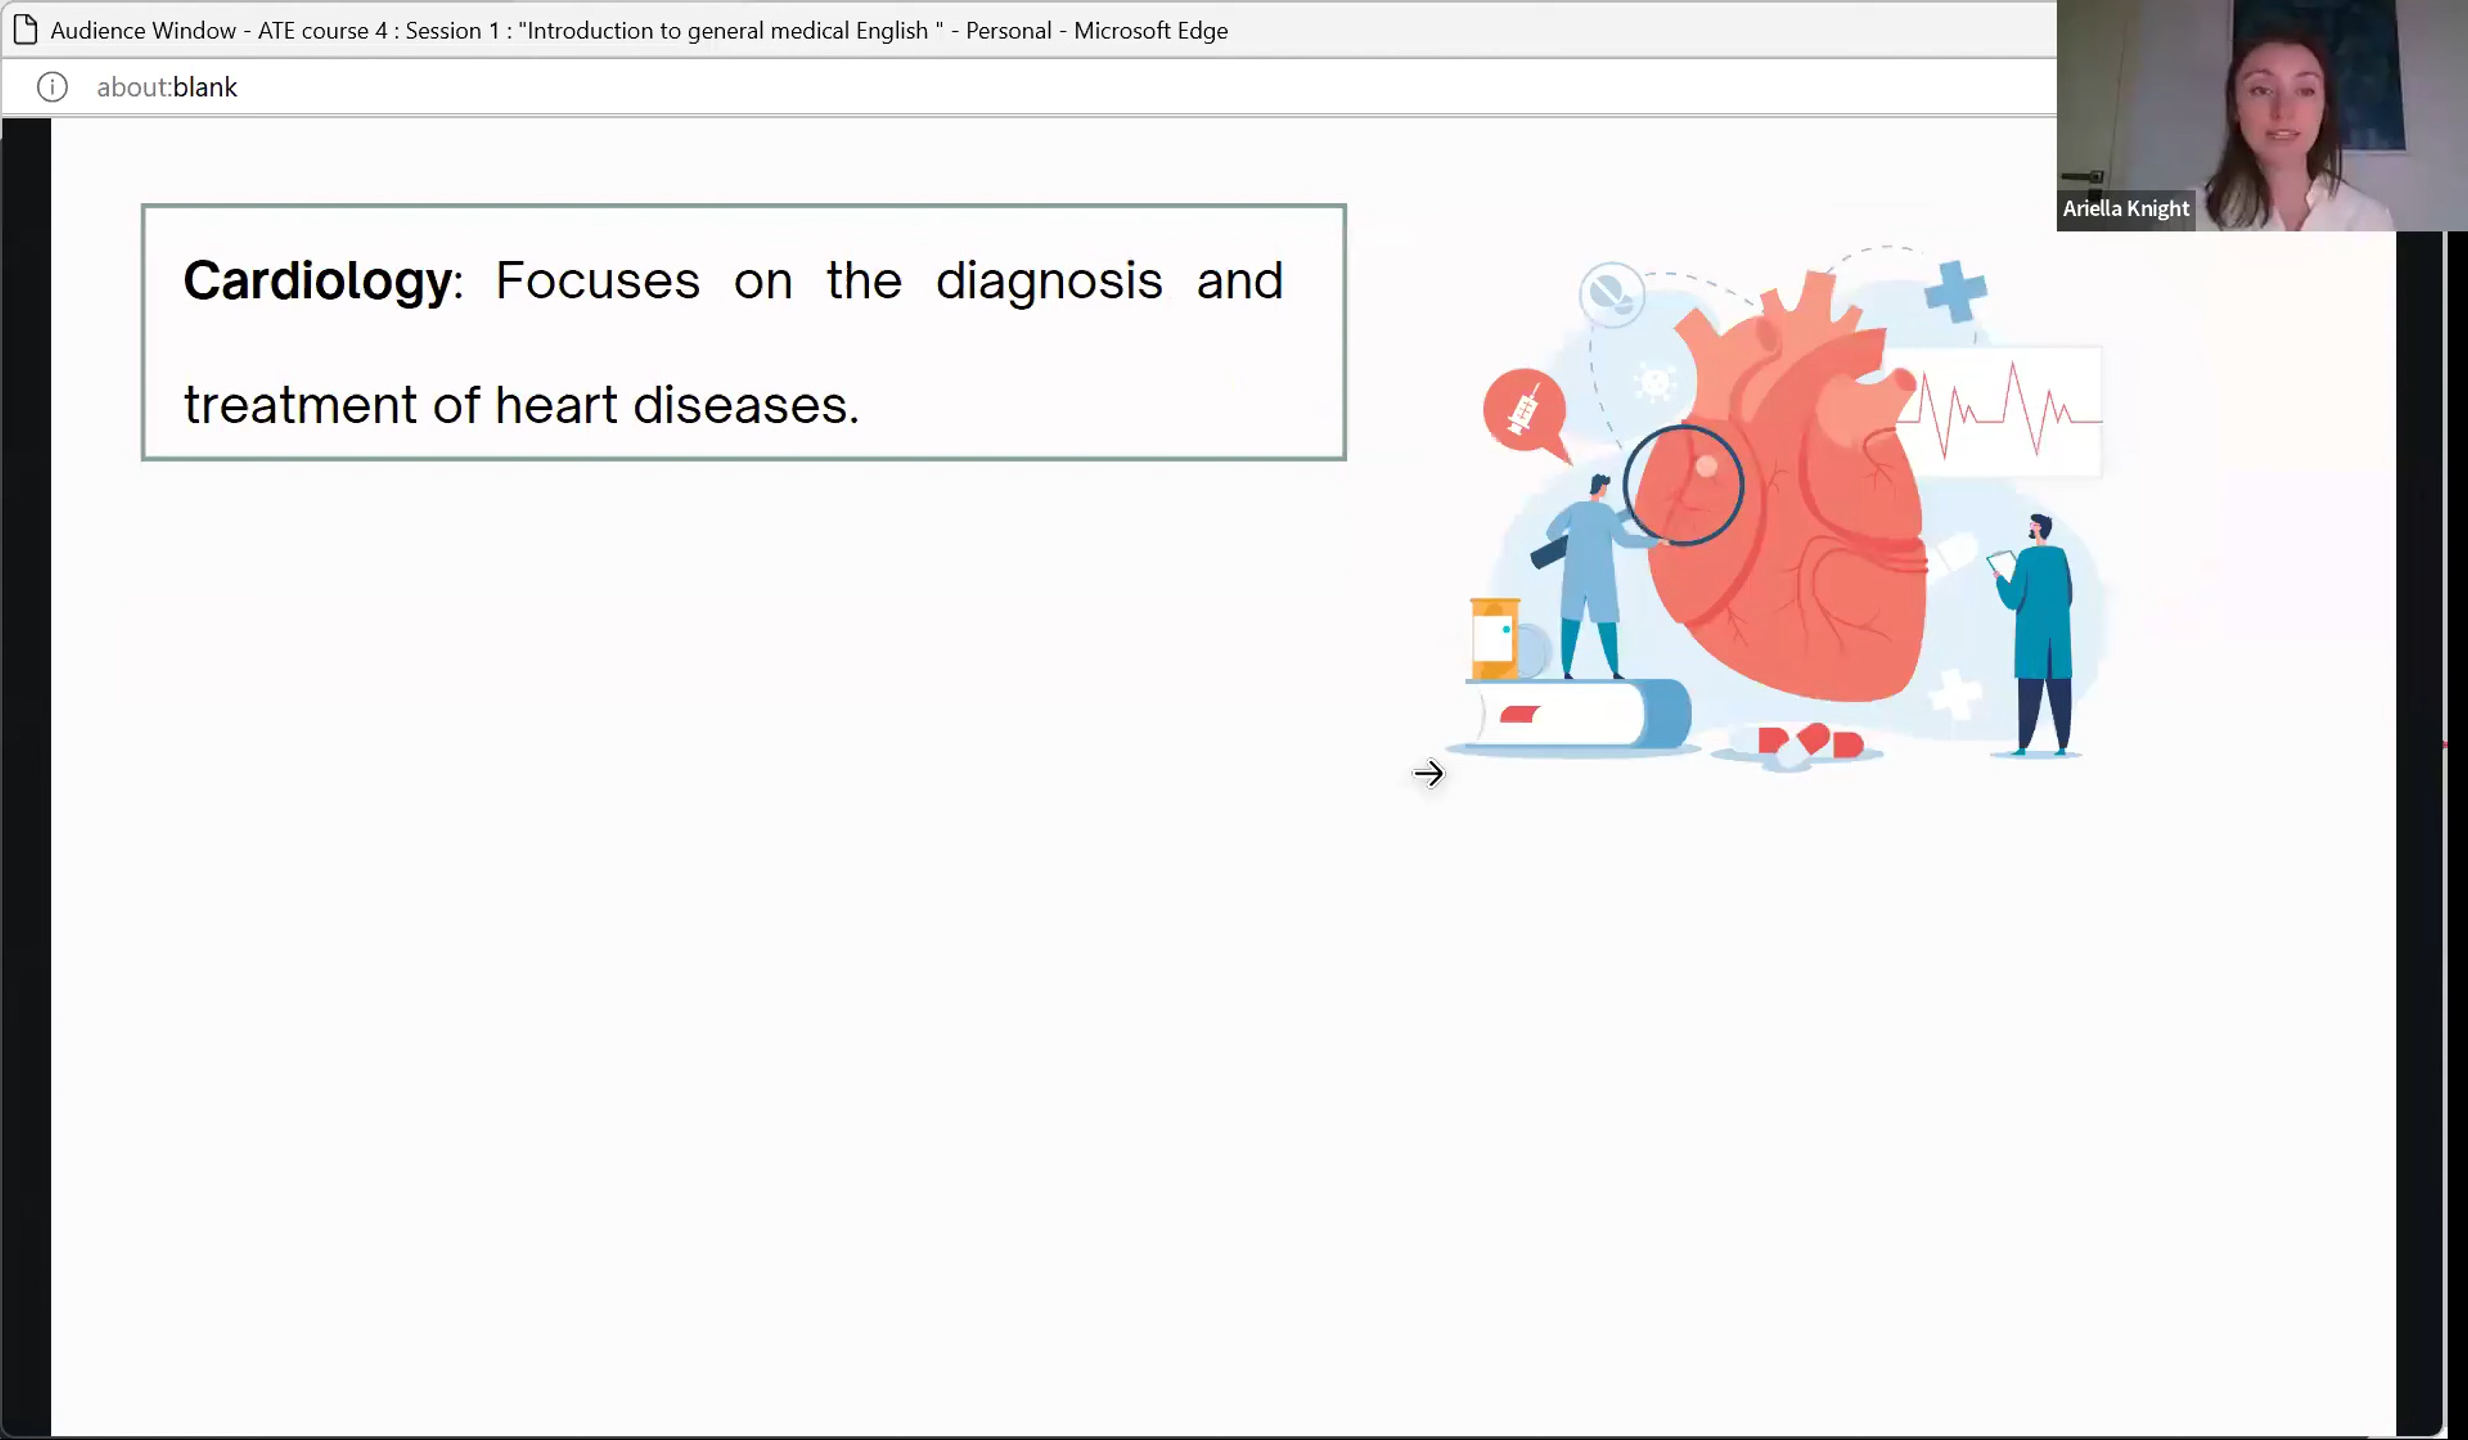 Audience Window - ATE course 4 : Session 1 : "Introduction to general medical English " - Personal - Microsoft Edge
about:blank
Ariella Knight
Cardiology: Focuses on the diagnosis and
treatment of heart diseases.